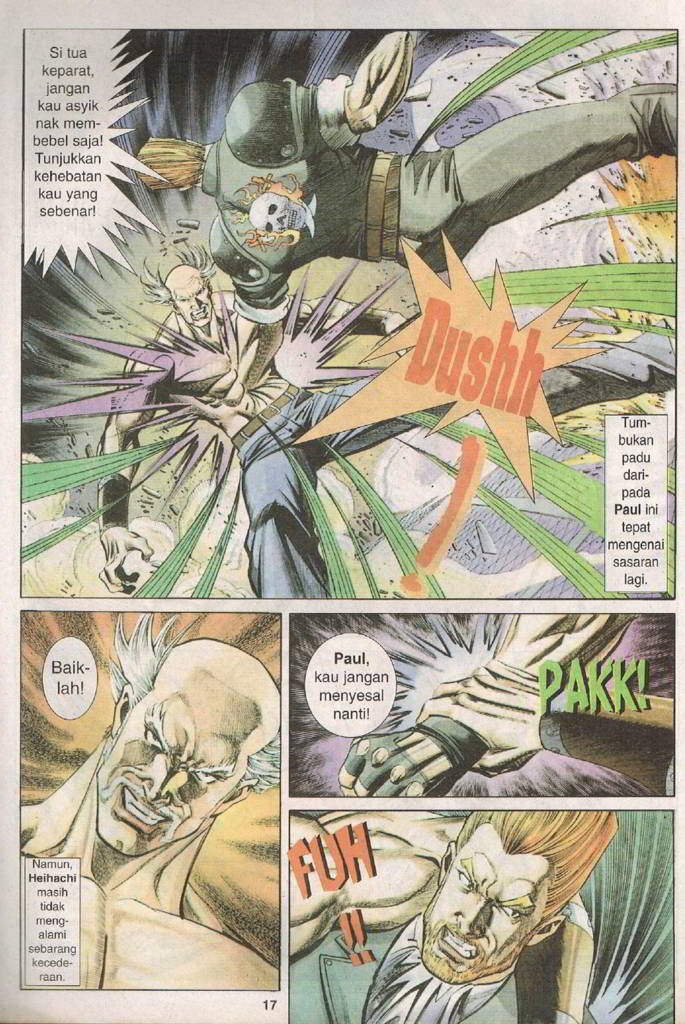 Si tua
keparat,
jangan
kau asyik
nak mem-
bebel saja!
Tunjukkan
kehebatan
kau yang
sebenar!
Dushh
!
Tum-
bukan
padu
dari-
pada
Paul ini
tepat
mengenai
sasaran
lagi.
Baik-
lah!
Namun,
Heihachi
masih
tidak
meng-
alami
sebarang
kecede-
raan.
Paul,
kau jangan
menyesal
nanti!
PAKK!
FUH
!!
17